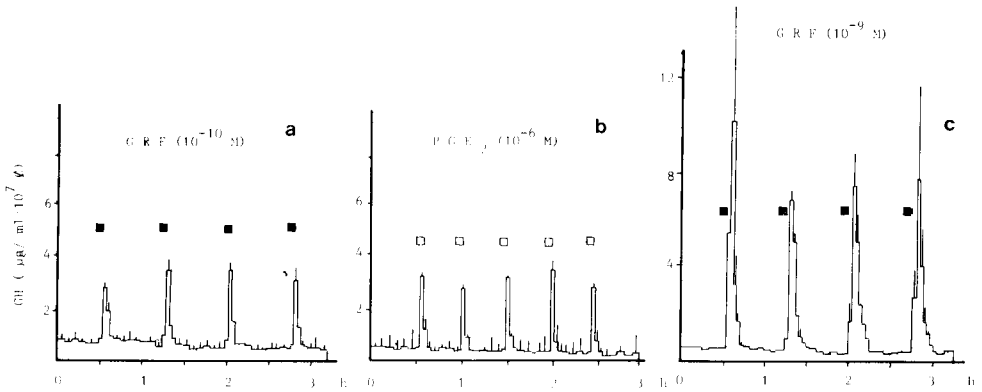 G R F (10⁻¹⁰ M)
a
P G E₂ (10⁻⁶ M)
b
G R F (10⁻⁹ M)
c
GH ( µg/ ml 10⁷
6
4
2
0 1 2 3 h
6
4
2
0 1 2 3 h
12
8
4
0 1 2 3 h